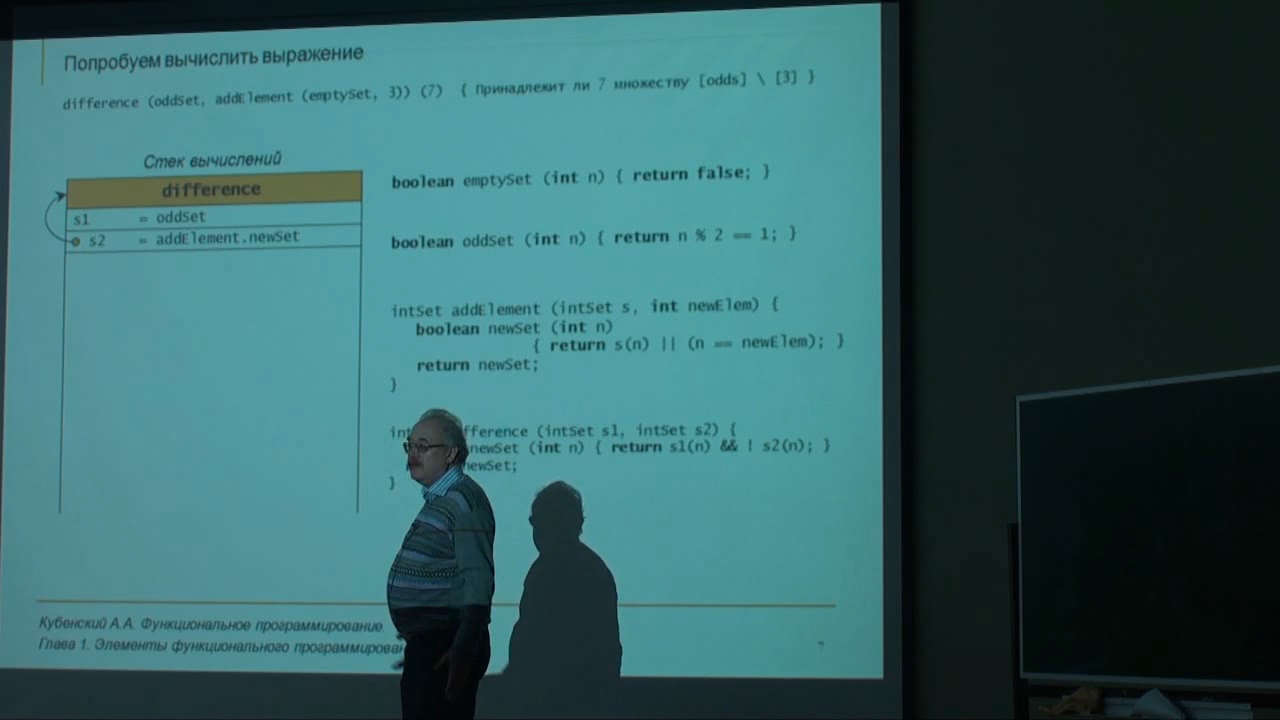 Попробуем вычислить выражение
difference (oddSet, addElement (emptySet, 3)) (7) { Принадлежит ли 7 множеству [odds] \ [3] }
Стек вычислений
difference
s1 = oddSet
s2 = addElement.newSet
boolean emptySet (int n) { return false; }
boolean oddSet (int n) { return n % 2 == 1; }
intSet addElement (intSet s, int newElem) {
boolean newSet (int n)
{ return s(n) || (n == newElem); }
return newSet;
}
fference (intSet s1, intSet s2) {
newSet (int n) { return s1(n) && ! s2(n); }
newSet;
}
Кубенский А.А. Функциональное программирование.
Глава 1. Элементы функционального программирован
7